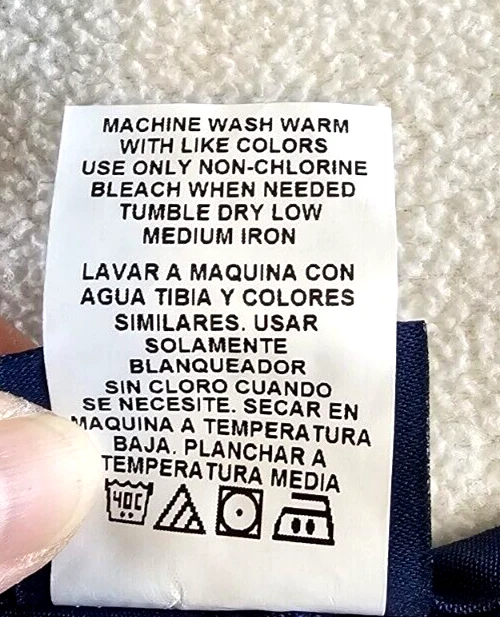 MACHINE WASH WARM
WITH LIKE COLORS
USE ONLY NON-CHLORINE
BLEACH WHEN NEEDED
TUMBLE DRY LOW
MEDIUM IRON
LAVAR A MAQUINA CON
AGUA TIBIA Y COLORES
SIMILARES. USAR
SOLAMENTE
BLANQUEADOR
SIN CLORO CUANDO
SE NECESITE. SECAR EN
MAQUINA A TEMPERATURA
BAJA. PLANCHAR A
TEMPERATURA MEDIA
40C